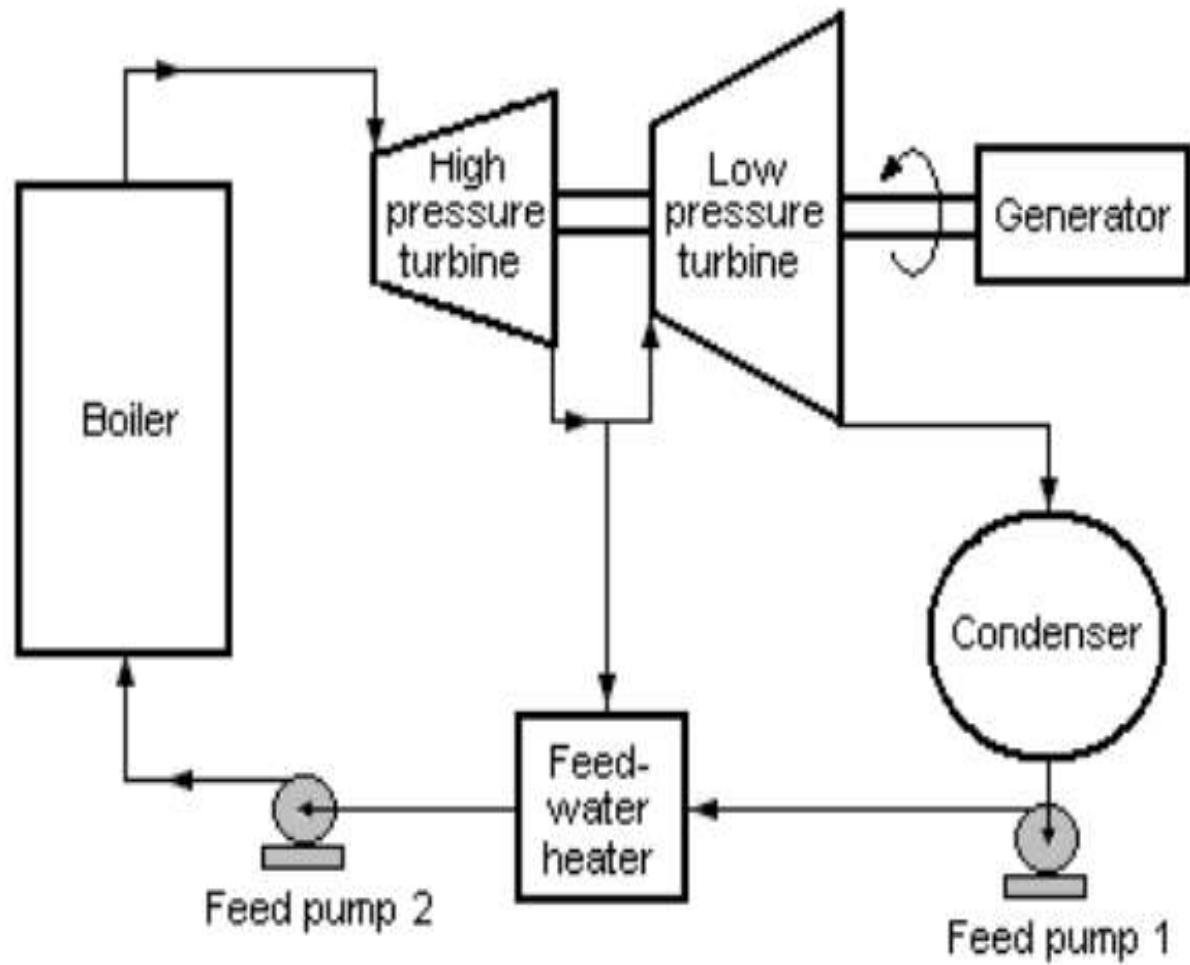 High
pressure
turbine
Low
pressure
turbine
Generator
Boiler
Condenser
Feed-
water
heater
Feed pump 2
Feed pump 1